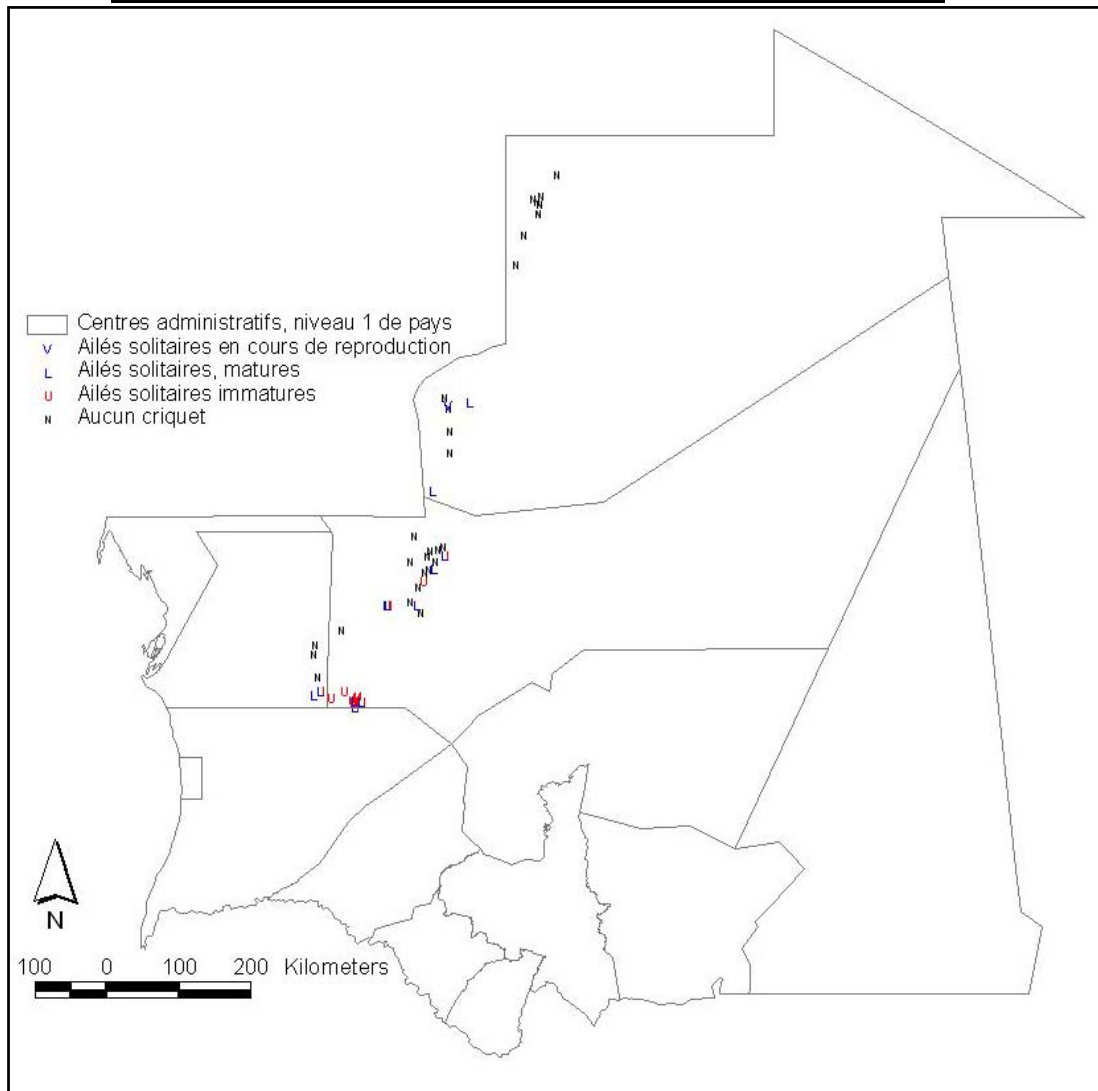 Centres administratifs, niveau 1 de pays
V Ailés solitaires en cours de reproduction
L Ailés solitaires, matures
U Ailés solitaires immatures
N Aucun criquet
N
100 0 100 200 Kilometers